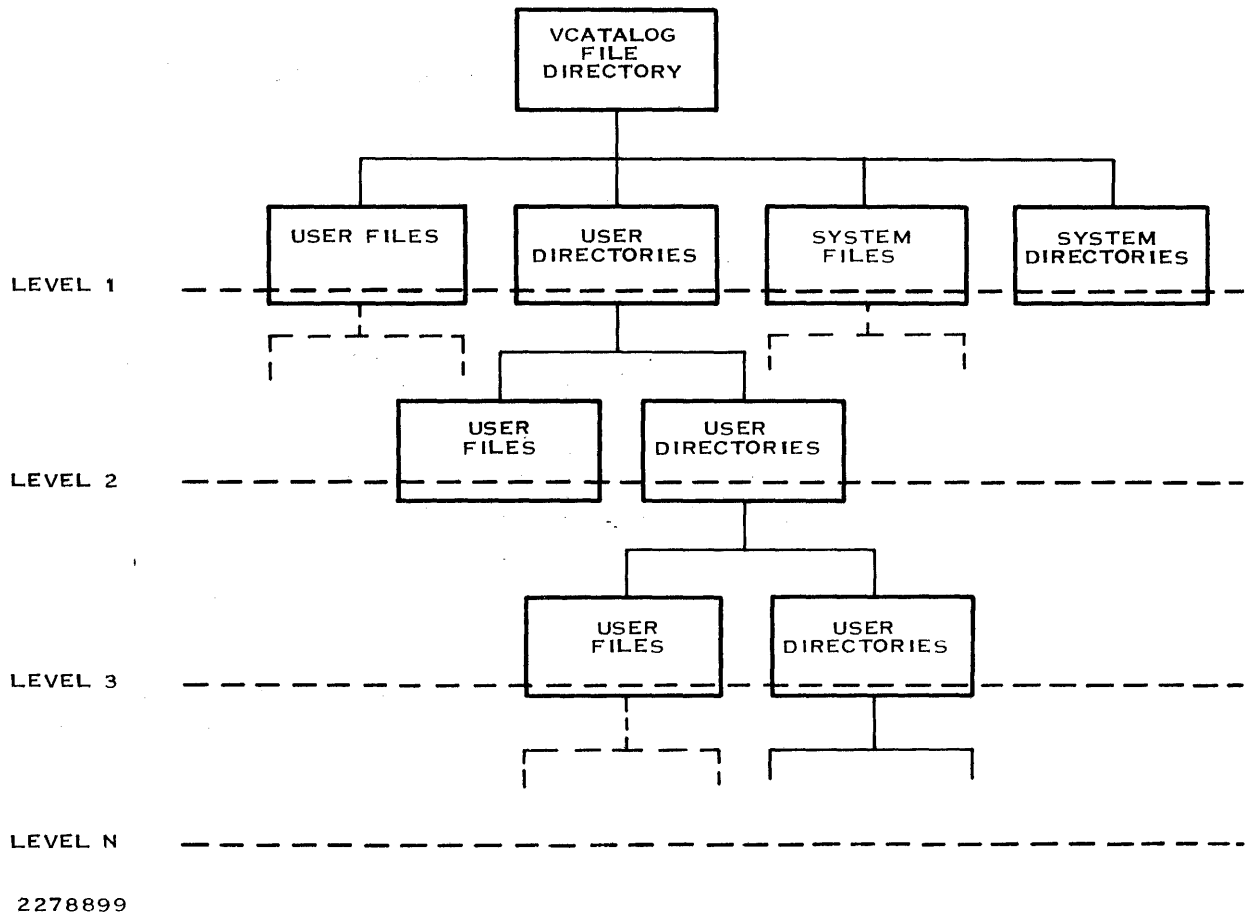 VCATALOG
FILE
DIRECTORY
USER FILES
USER
DIRECTORIES
SYSTEM
FILES
SYSTEM
DIRECTORIES
LEVEL 1
USER
FILES
USER
DIRECTORIES
LEVEL 2
USER
FILES
USER
DIRECTORIES
LEVEL 3
LEVEL N
2278899